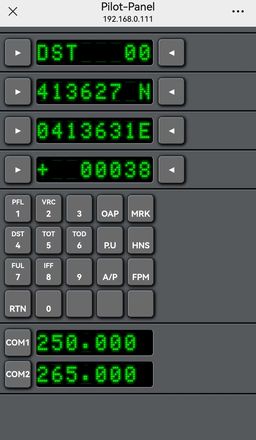 Pilot-Panel
192.168.0.111
DST 00
413627 N
0413631E
+ 00038
PFL VRC
1 2 3 OAP MRK
DST TOT TOD
4 5 6 P.U HNS
FUL IFF
7 8 9 A/P FPM
RTN 0
COM1 250.000
COM2 265.000